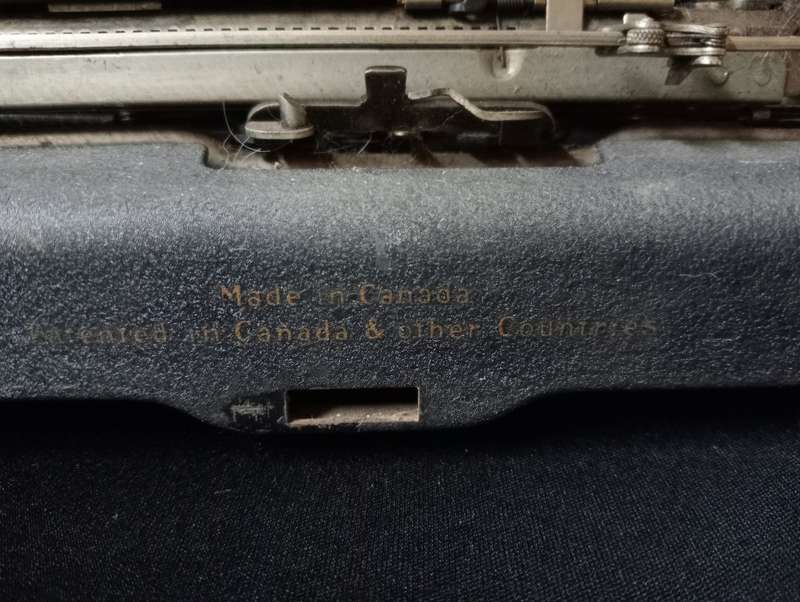 Made in Canada
Patented in Canada & other Countries